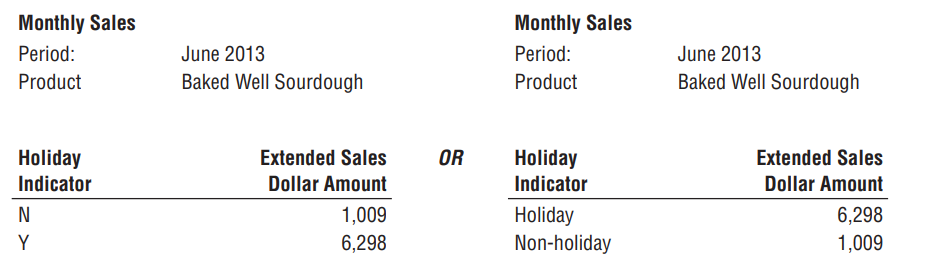 Monthly Sales
Period: June 2013
Product Baked Well Sourdough
Holiday Indicator Extended Sales Dollar Amount
N 1,009
Y 6,298
OR
Monthly Sales
Period: June 2013
Product Baked Well Sourdough
Holiday Indicator Extended Sales Dollar Amount
Holiday 6,298
Non-holiday 1,009